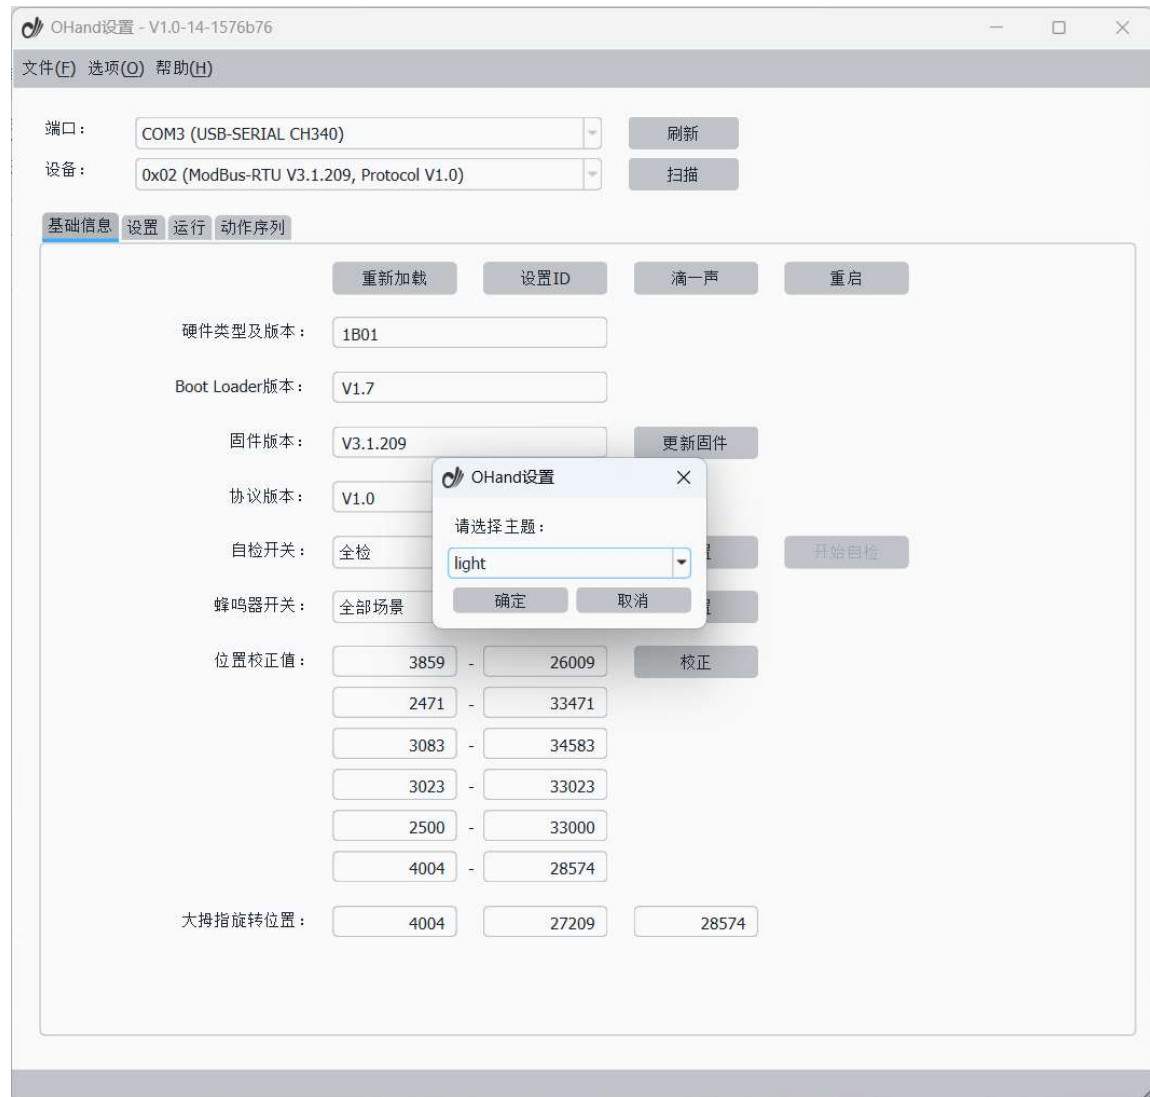 OHand设置 - V1.0-14-1576b76
文件(F) 选项(O) 帮助(H)
端口： COM3 (USB-SERIAL CH340) 刷新
设备： 0x02 (ModBus-RTU V3.1.209, Protocol V1.0) 扫描
基础信息 设置 运行 动作序列
重新加载 设置ID 滴一声 重启
硬件类型及版本： 1B01
Boot Loader版本： V1.7
固件版本： V3.1.209 更新固件
OHand设置
协议版本： V1.0
请选择主题：
自检开关： 全检 开始自检
light
蜂鸣器开关： 全部场景
确定 取消
位置校正值： 3859 - 26009 校正
2471 - 33471
3083 - 34583
3023 - 33023
2500 - 33000
4004 - 28574
大拇指旋转位置： 4004 27209 28574